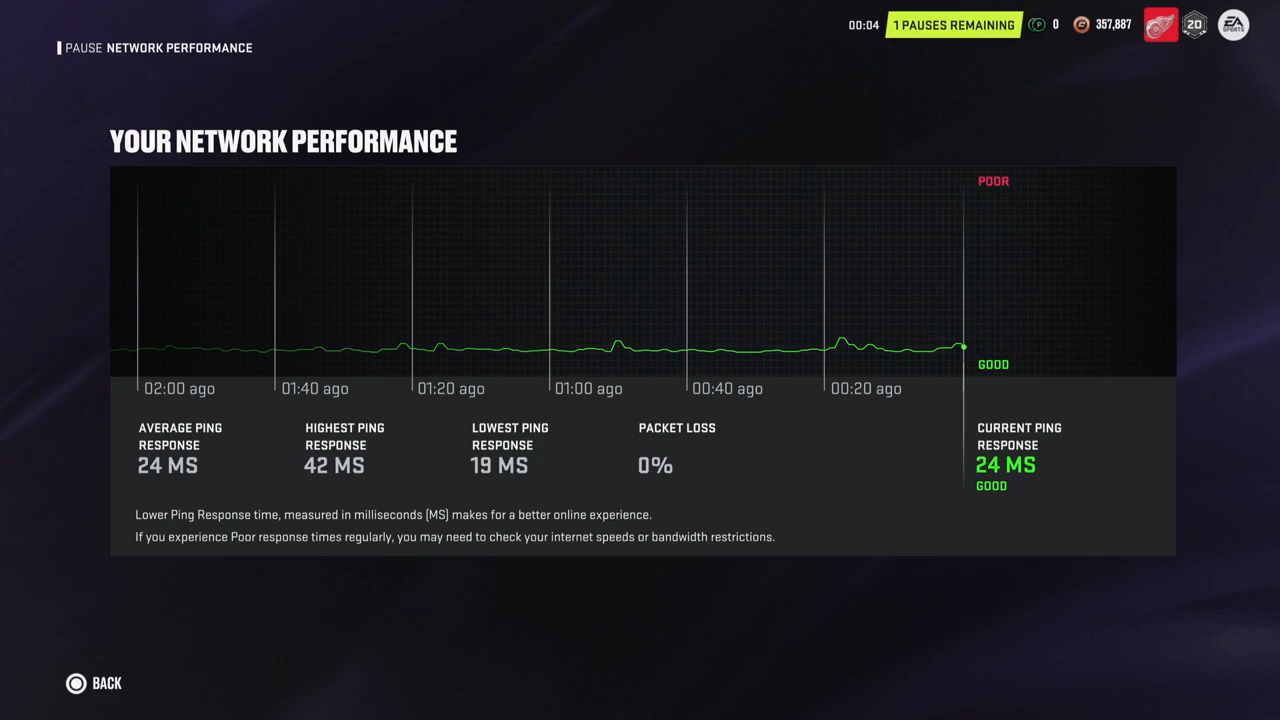 PAUSE NETWORK PERFORMANCE
00:04
1 PAUSES REMAINING
P
0
357,887
20
EA
SPORTS
YOUR NETWORK PERFORMANCE
POOR
GOOD
02:00 ago
01:40 ago
01:20 ago
01:00 ago
00:40 ago
00:20 ago
AVERAGE PING
RESPONSE
24 MS
HIGHEST PING
RESPONSE
42 MS
LOWEST PING
RESPONSE
19 MS
PACKET LOSS
0%
CURRENT PING
RESPONSE
24 MS
GOOD
Lower Ping Response time, measured in milliseconds (MS) makes for a better online experience.
If you experience Poor response times regularly, you may need to check your internet speeds or bandwidth restrictions.
BACK